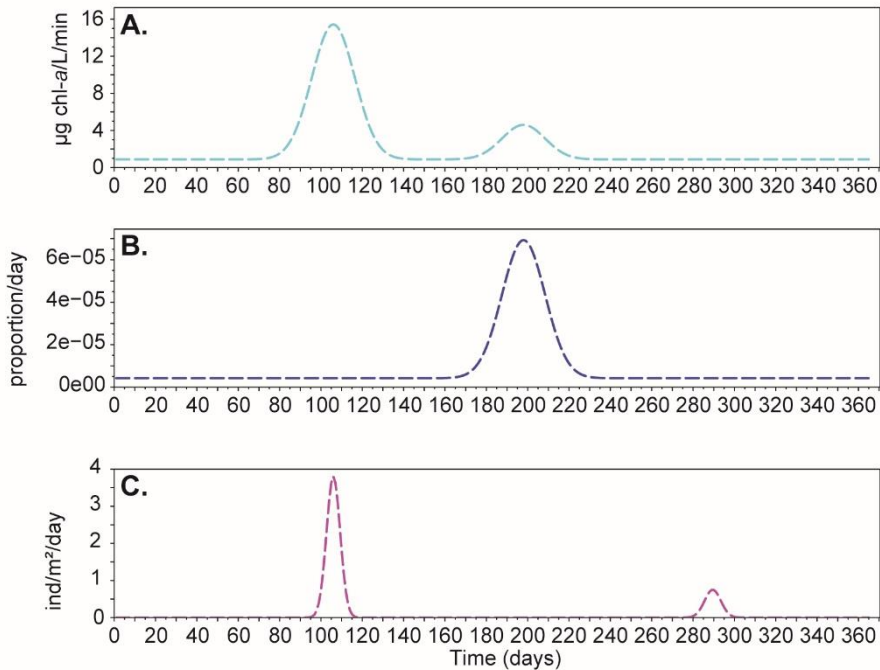 A.
µg chl-a/L/min
16
12
8
4
0
0 20 40 60 80 100 120 140 160 180 200 220 240 260 280 300 320 340 360
B.
proportion/day
6e−05
4e−05
2e−05
0e00
0 20 40 60 80 100 120 140 160 180 200 220 240 260 280 300 320 340 360
C.
ind/m²/day
4
3
2
1
0
0 20 40 60 80 100 120 140 160 180 200 220 240 260 280 300 320 340 360
Time (days)